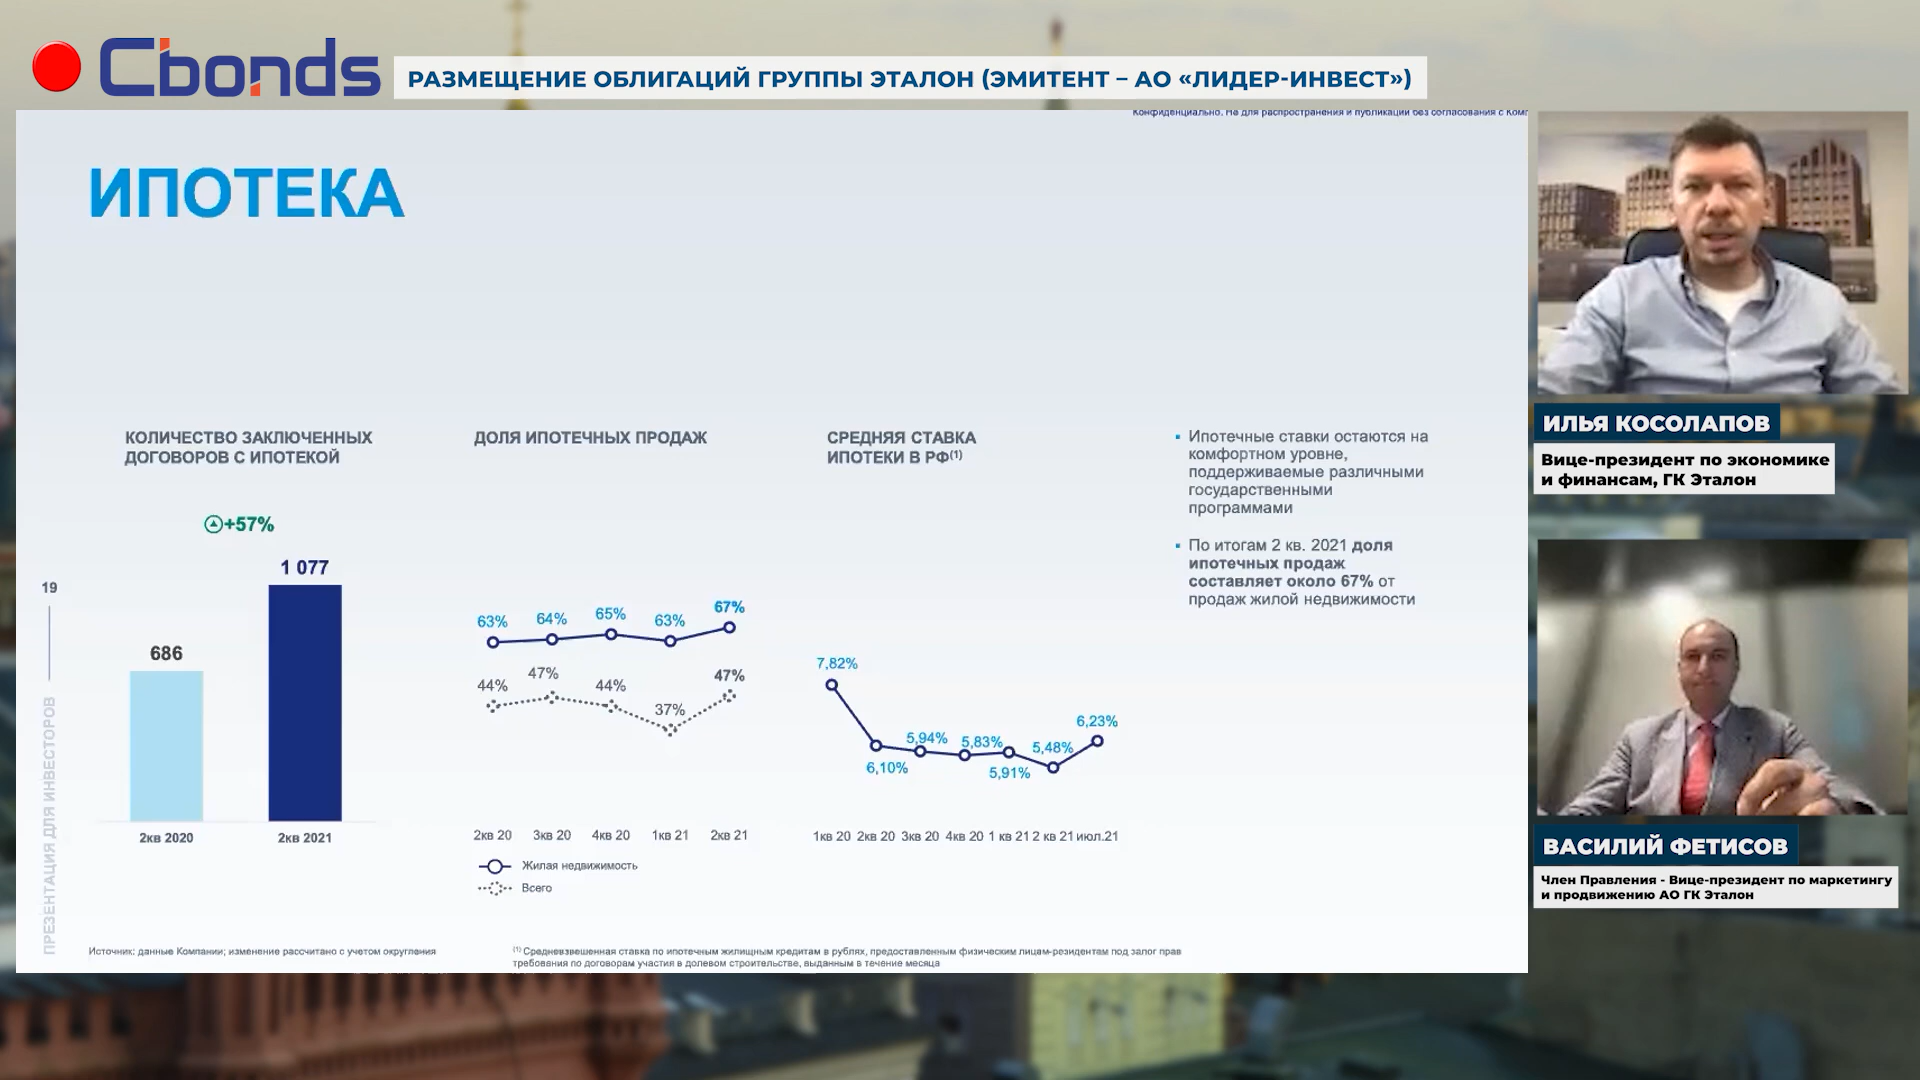 Cbonds
РАЗМЕЩЕНИЕ ОБЛИГАЦИЙ ГРУППЫ ЭТАЛОН (ЭМИТЕНТ – АО «ЛИДЕР-ИНВЕСТ»)
Конфиденциально. Не для распространения и публикации без согласования с Комп
ИПОТЕКА
КОЛИЧЕСТВО ЗАКЛЮЧЕННЫХ
ДОГОВОРОВ С ИПОТЕКОЙ
+57%
1 077
686
2кв 2020 2кв 2021
ДОЛЯ ИПОТЕЧНЫХ ПРОДАЖ
63% 64% 65% 63% 67%
44% 47% 44% 37% 47%
2кв 20 3кв 20 4кв 20 1кв 21 2кв 21
Жилая недвижимость
Всего
СРЕДНЯЯ СТАВКА
ИПОТЕКИ В РФ(1)
7,82% 6,10% 5,94% 5,83% 5,91% 5,48% 6,23%
1кв 20 2кв 20 3кв 20 4кв 20 1 кв 21 2 кв 21 июл.21
▪ Ипотечные ставки остаются на
комфортном уровне,
поддерживаемые различными
государственными
программами
▪ По итогам 2 кв. 2021 доля
ипотечных продаж
составляет около 67% от
продаж жилой недвижимости
19
ПРЕЗЕНТАЦИЯ ДЛЯ ИНВЕСТОРОВ
Источник: данные Компании; изменение рассчитано с учетом округления
(1) Средневзвешенная ставка по ипотечным жилищным кредитам в рублях, предоставленным физическим лицам-резидентам под залог прав
требования по договорам участия в долевом строительстве, выданным в течение месяца
ИЛЬЯ КОСОЛАПОВ
Вице-президент по экономике
и финансам, ГК Эталон
ВАСИЛИЙ ФЕТИСОВ
Член Правления - Вице-президент по маркетингу
и продвижению АО ГК Эталон